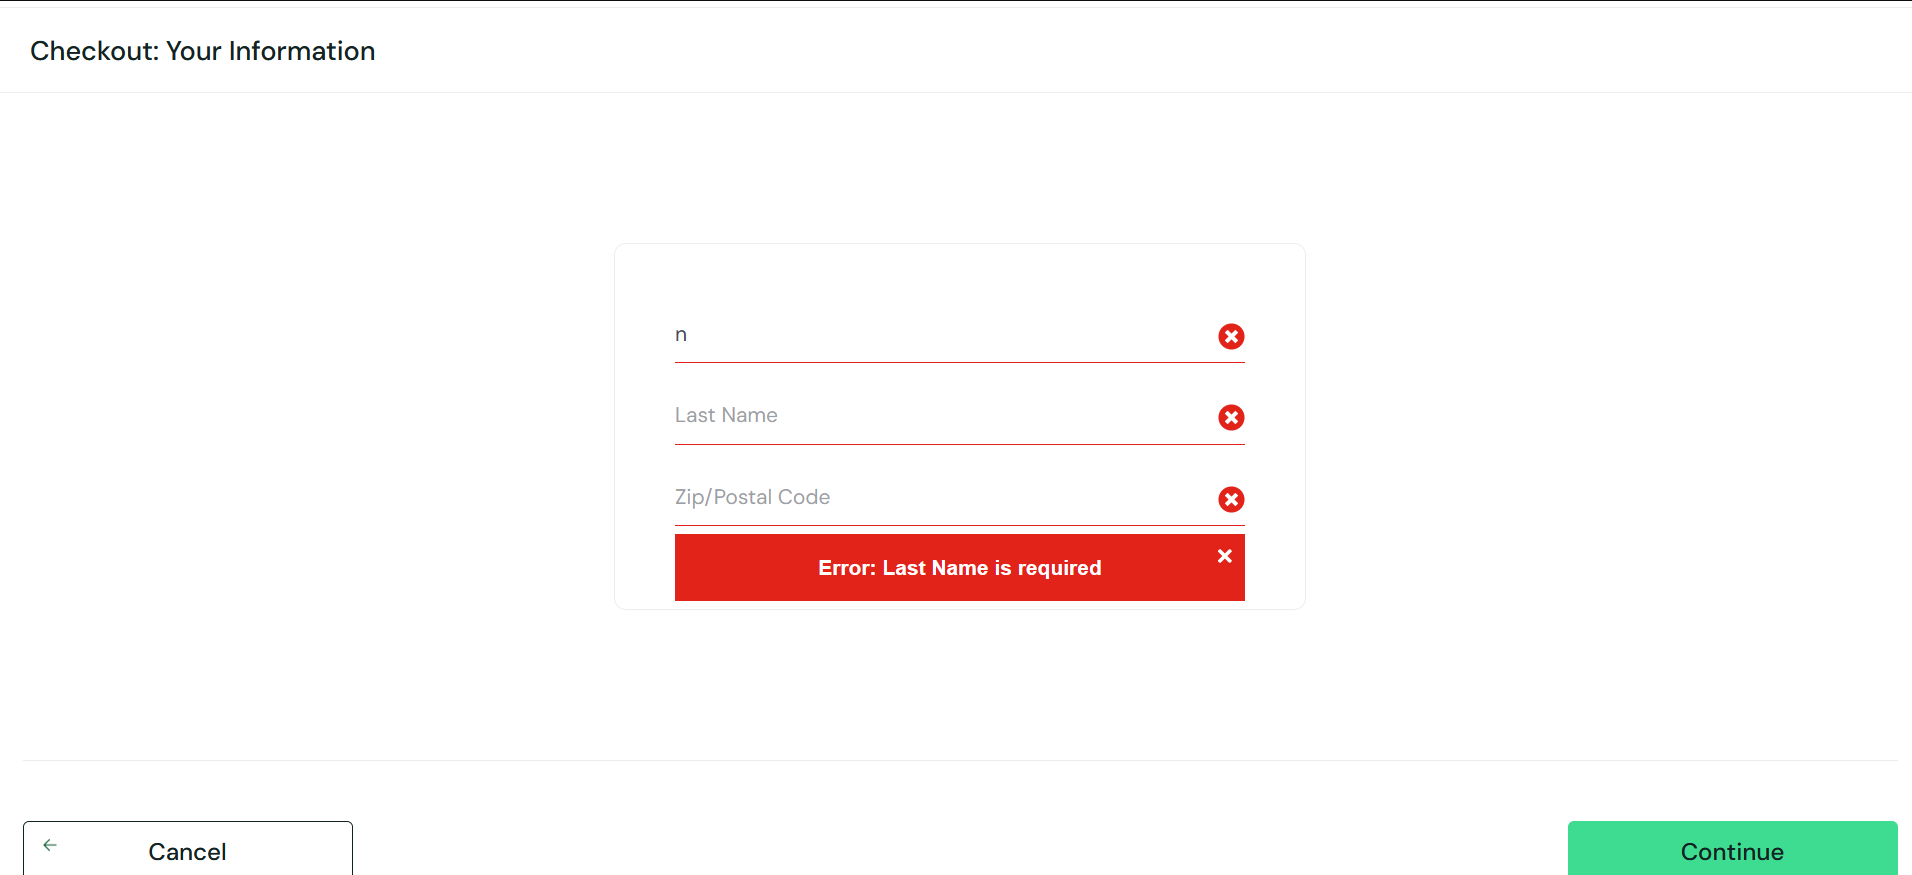 Checkout: Your Information
n
Last Name
Zip/Postal Code
Error: Last Name is required
Cancel
Continue